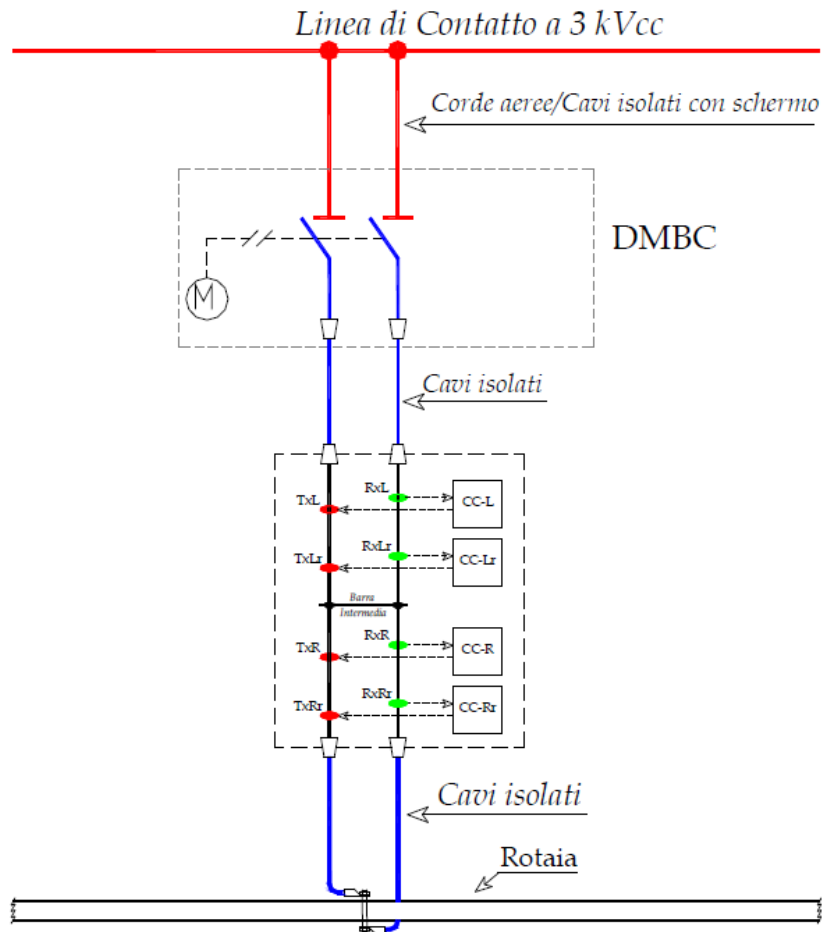 Linea di Contatto a 3 kVcc
Corde aeree/Cavi isolati con schermo
DMBC
M
Cavi isolati
TxL
RxL
CC-L
TxLr
RxLr
CC-Lr
Barra
Intermedia
TxR
RxR
CC-R
TxRr
RxRr
CC-Rr
Cavi isolati
Rotaia